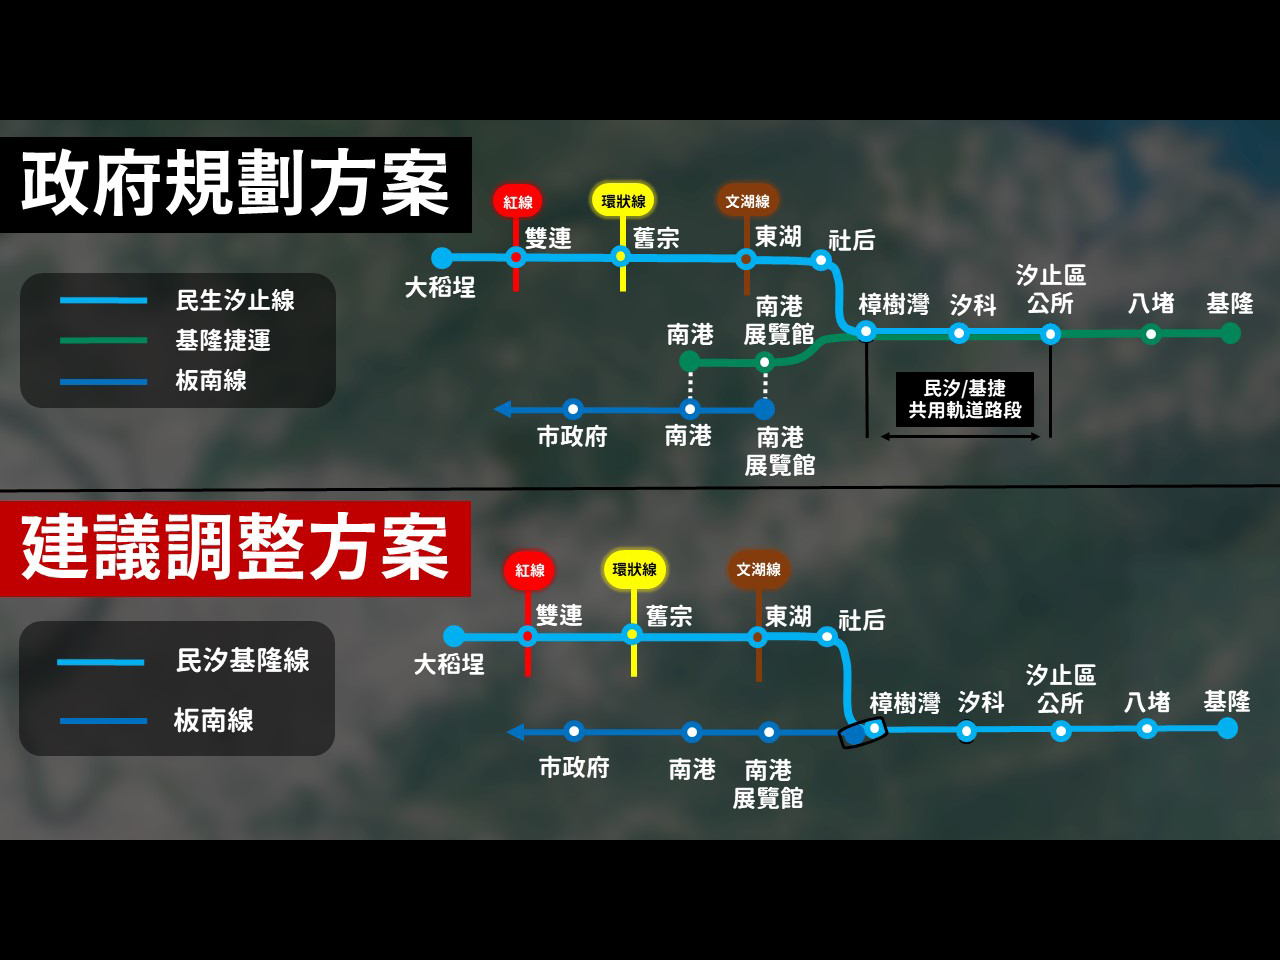 政府規劃方案
紅線
環狀線
文湖線
雙連
舊宗
東湖
社后
大稻埕
民生汐止線
基隆捷運
板南線
南港
南港
展覽館
樟樹灣
汐科
汐止區
公所
八堵
基隆
民汐/基捷
共用軌道路段
市政府
南港
南港
展覽館
建議調整方案
紅線
環狀線
文湖線
雙連
舊宗
東湖
社后
大稻埕
民汐基隆線
板南線
樟樹灣
汐科
汐止區
公所
八堵
基隆
市政府
南港
南港
展覽館